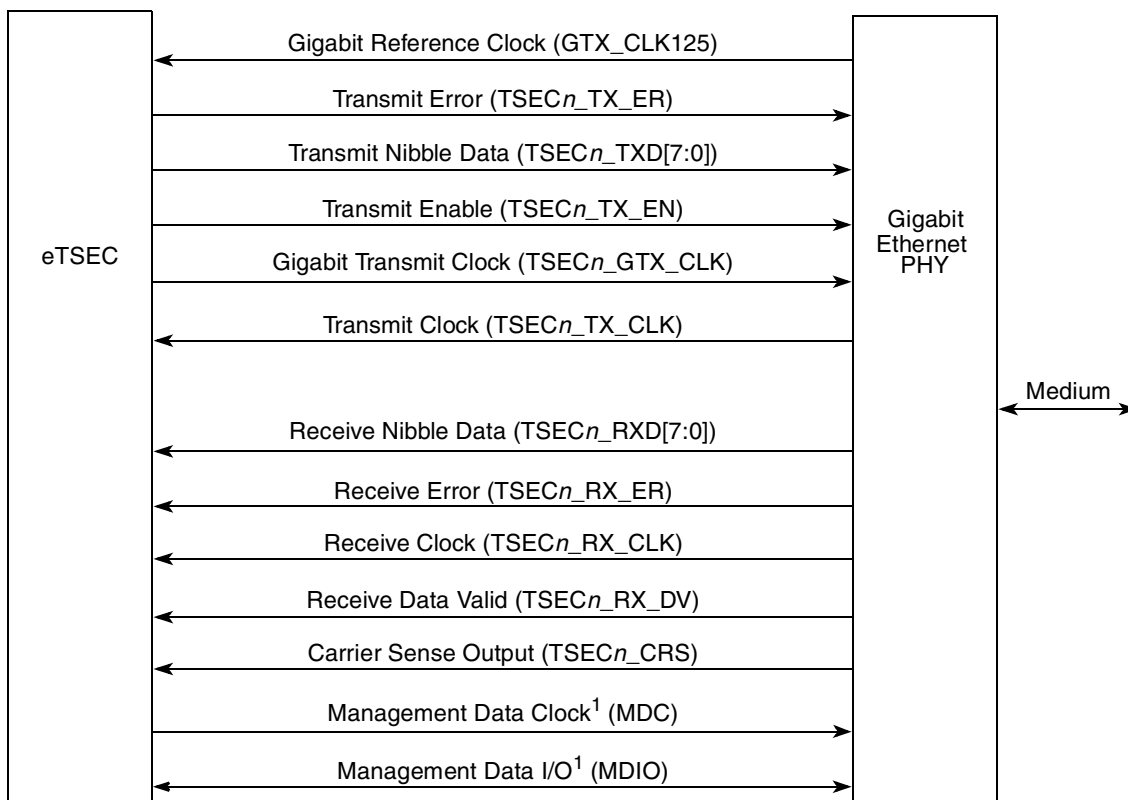 Gigabit Reference Clock (GTX_CLK125)
Transmit Error (TSECn_TX_ER)
Transmit Nibble Data (TSECn_TXD[7:0])
Transmit Enable (TSECn_TX_EN)
eTSEC
Gigabit Transmit Clock (TSECn_GTX_CLK)
Transmit Clock (TSECn_TX_CLK)
Receive Nibble Data (TSECn_RXD[7:0])
Receive Error (TSECn_RX_ER)
Receive Clock (TSECn_RX_CLK)
Receive Data Valid (TSECn_RX_DV)
Carrier Sense Output (TSECn_CRS)
Management Data Clock¹ (MDC)
Management Data I/O¹ (MDIO)
Gigabit
Ethernet
PHY
Medium